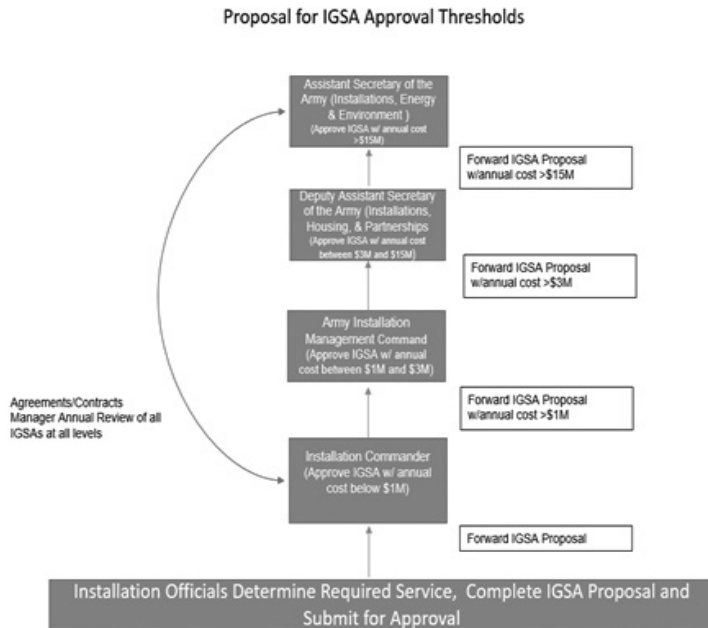 Proposal for IGSA Approval Thresholds
Assistant Secretary of the
Army (Installations, Energy
& Environment )
(Approve IGSA w/ annual cost
>$15M)
Forward IGSA Proposal
w/annual cost >$15M
Deputy Assistant Secretary
of the Army (Installations,
Housing, & Partnerships
(Approve IGSA w/ annual cost
between $3M and $15M)
Forward IGSA Proposal
w/annual cost >$3M
Army Installation
Management Command
(Approve IGSA w/ annual
cost between $1M and $3M)
Agreements/Contracts
Manager Annual Review of all
IGSAs at all levels
Forward IGSA Proposal
w/annual cost >$1M
Installation Commander
(Approve IGSA w/ annual
cost below $1M)
Forward IGSA Proposal
Installation Officials Determine Required Service, Complete IGSA Proposal and
Submit for Approval